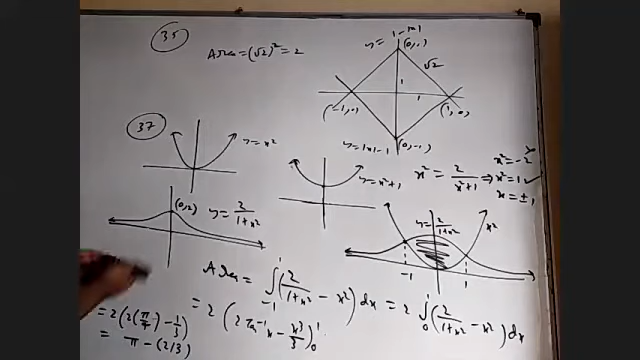 35
Area = (√2)² = 2
y = 1 - |x|
(0,1)
√2
1
1
(-1,0)
(1,0)
y = |x| - 1
(0,-1)
37
y = x²
y = x² + 1
x² = 2/(x²+1) ⇒ x² = 1 ✓
x² = -2
x = ±1
(0,2)
y = 2/(1+x²)
y = 2/(1+x²)
x²
-1
1
Area = ∫₋₁¹ (2/(1+x²) - x²) dx = 2 ∫₀¹ (2/(1+x²) - x²) dx
= 2(2 tan⁻¹x - x³/3)₀¹
= 2(2(π/4) - 1/3)
= π - (2/3)